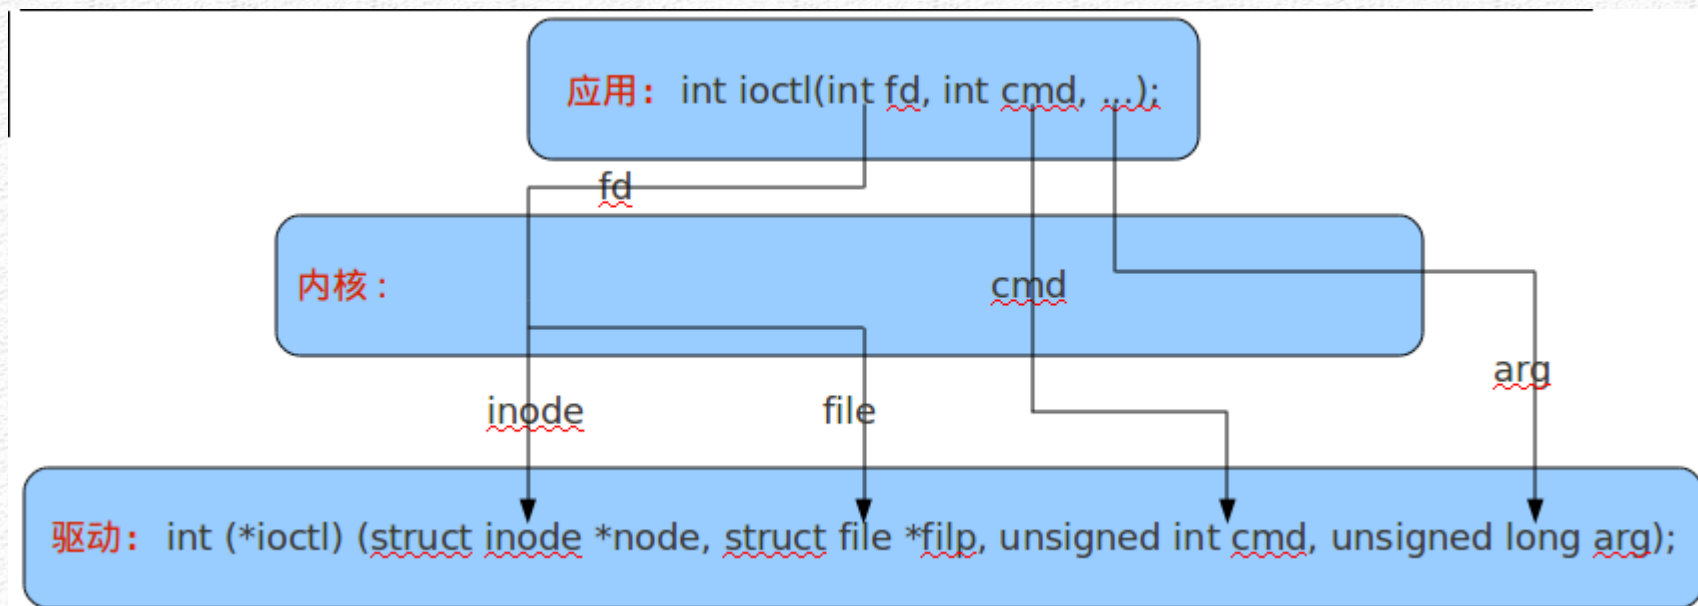 应用： int ioctl(int fd, int cmd, ...);
fd
内核：
cmd
arg
inode
file
驱动： int (*ioctl) (struct inode *node, struct file *filp, unsigned int cmd, unsigned long arg);